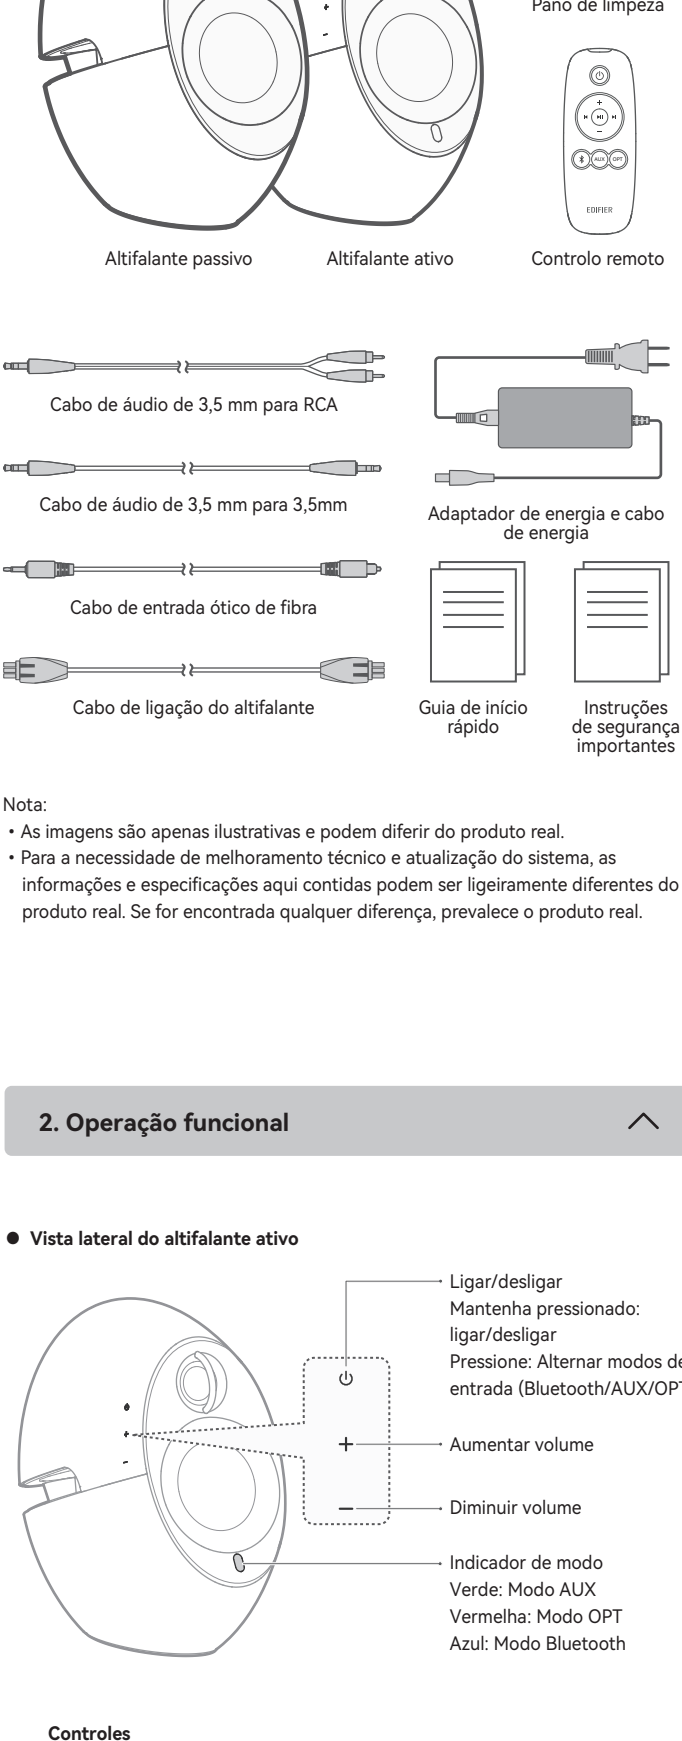 Pano de limpeza
AUX
OPT
EDIFIER
Altifalante passivo
Altifalante ativo
Controlo remoto
Cabo de áudio de 3,5 mm para RCA
Cabo de áudio de 3,5 mm para 3,5mm
Adaptador de energia e cabo
de energia
Cabo de entrada ótico de fibra
Cabo de ligação do altifalante
Guia de início
rápido
Instruções
de segurança
importantes
Nota:
• As imagens são apenas ilustrativas e podem diferir do produto real.
• Para a necessidade de melhoramento técnico e atualização do sistema, as
informações e especificações aqui contidas podem ser ligeiramente diferentes do
produto real. Se for encontrada qualquer diferença, prevalece o produto real.
2. Operação funcional
● Vista lateral do altifalante ativo
Ligar/desligar
Mantenha pressionado:
ligar/desligar
Pressione: Alternar modos de
entrada (Bluetooth/AUX/OPT
Aumentar volume
Diminuir volume
Indicador de modo
Verde: Modo AUX
Vermelha: Modo OPT
Azul: Modo Bluetooth
Controles